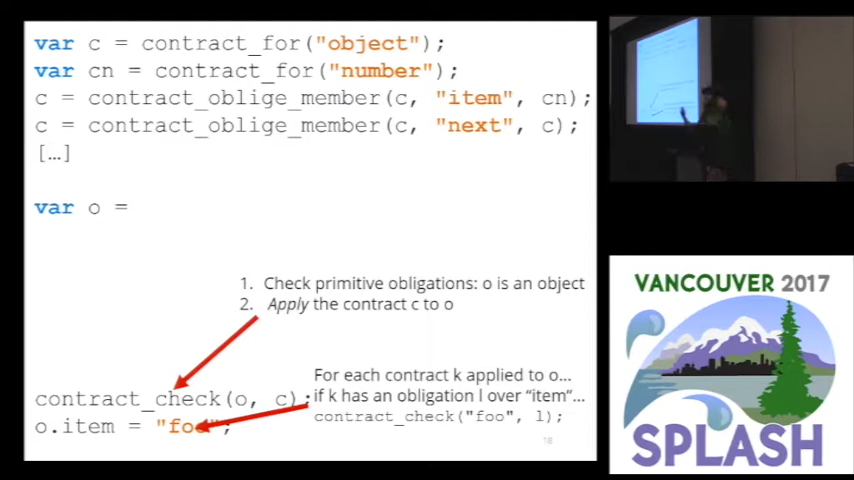 var c = contract_for("object");
var cn = contract_for("number");
c = contract_oblige_member(c, "item", cn);
c = contract_oblige_member(c, "next", c);
[…]
var o =
1. Check primitive obligations: o is an object
2. Apply the contract c to o
For each contract k applied to o…
if k has an obligation l over "item"…
contract_check("foo", l);
contract_check(o, c);
o.item = "foo";
18
VANCOUVER 2017
SPLASH